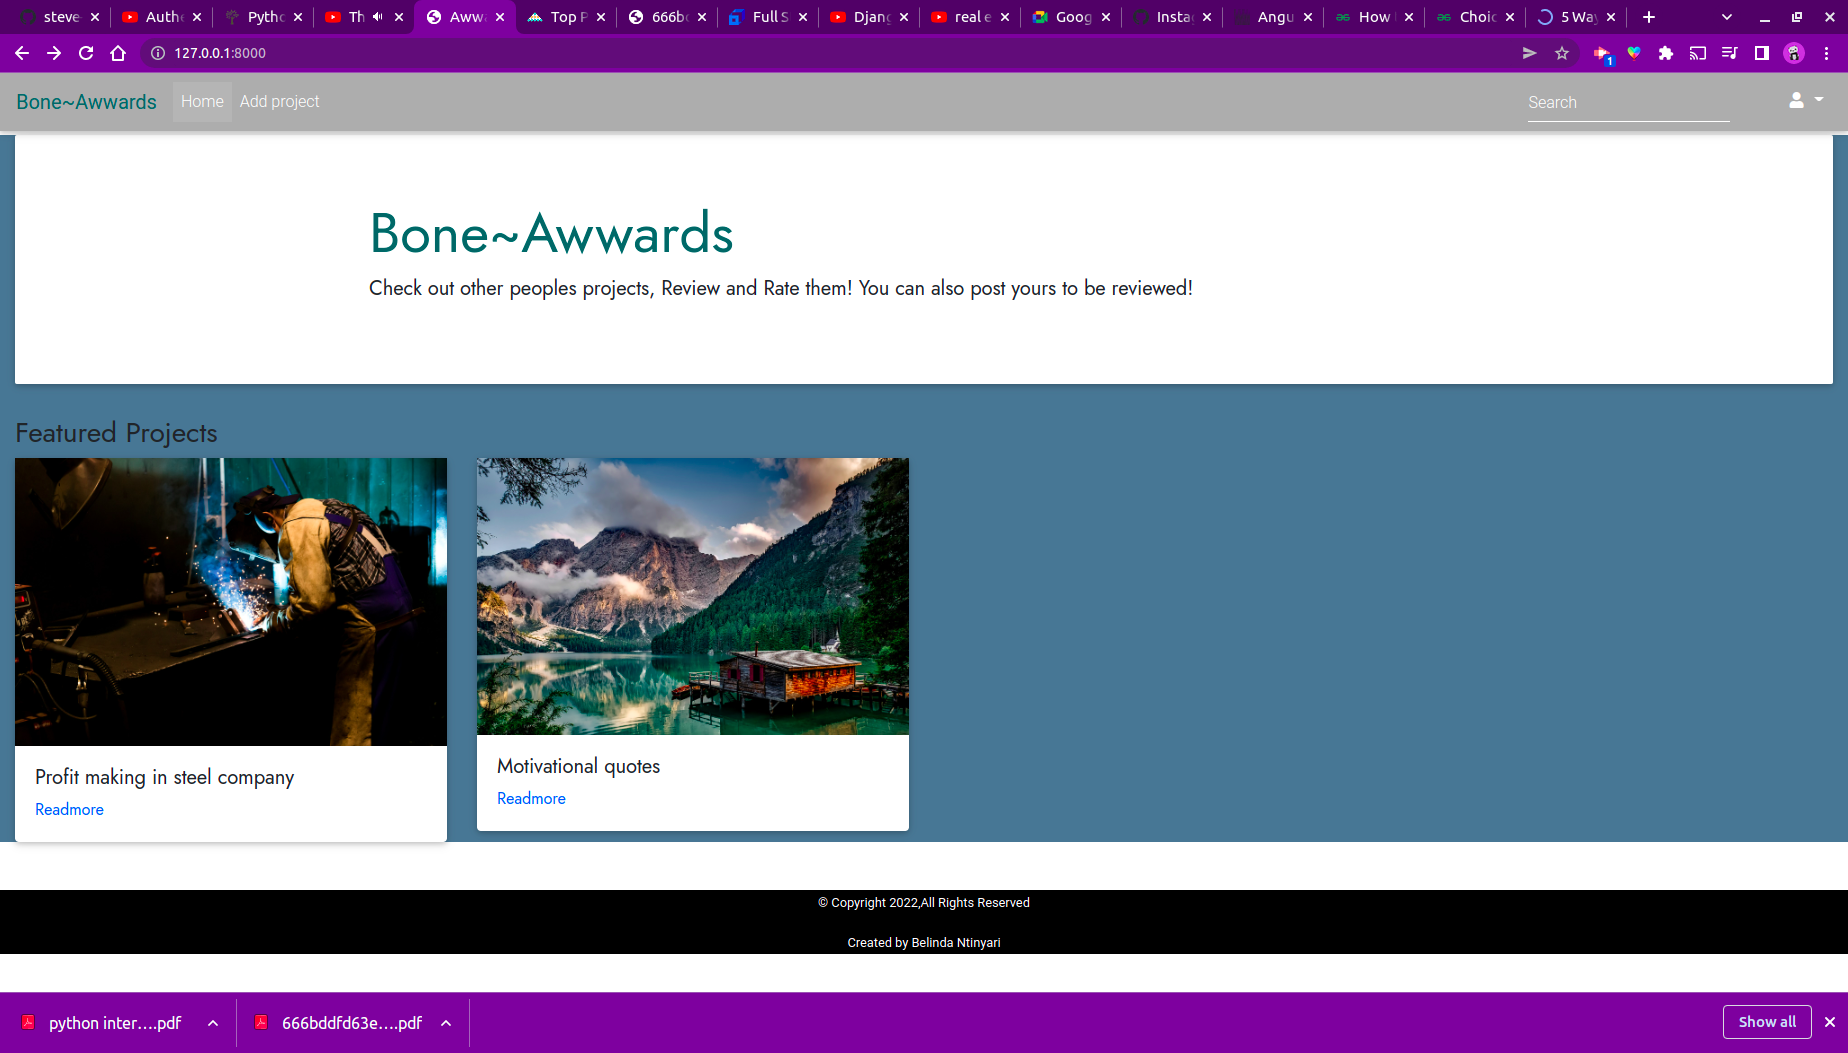 steve
Authe
Pytho
Th
Aww
Top P
666bc
Full S
Djang
real e
Goog
Insta
Angu
How
Choic
5 Way
127.0.0.1:8000
1
Bone~Awwards
Home
Add project
Search
Bone~Awwards
Check out other peoples projects, Review and Rate them! You can also post yours to be reviewed!
Featured Projects
Profit making in steel company
Readmore
Motivational quotes
Readmore
© Copyright 2022,All Rights Reserved
Created by Belinda Ntinyari
python inter....pdf
666bddfd63e....pdf
Show all